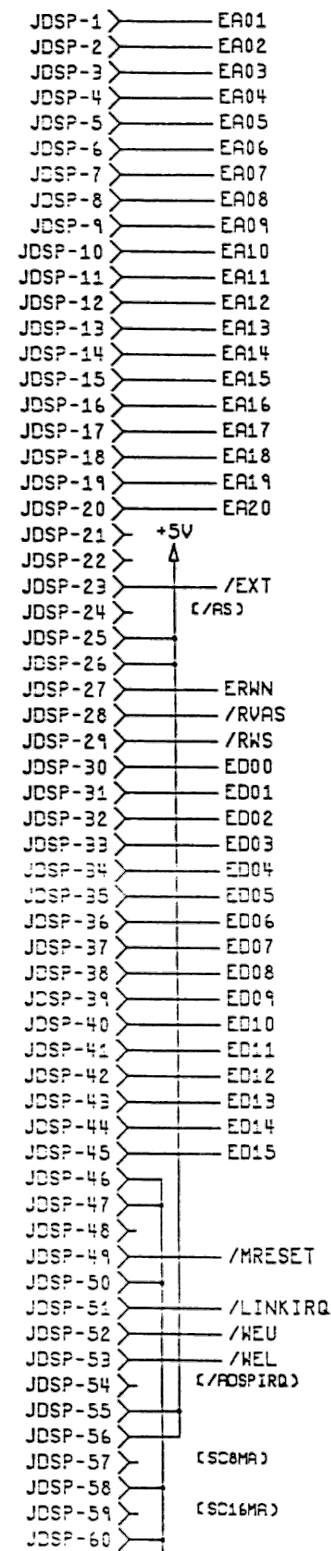 JDSP-1 EA01
JDSP-2 EA02
JDSP-3 EA03
JDSP-4 EA04
JDSP-5 EA05
JDSP-6 EA06
JDSP-7 EA07
JDSP-8 EA08
JDSP-9 EA09
JDSP-10 EA10
JDSP-11 EA11
JDSP-12 EA12
JDSP-13 EA13
JDSP-14 EA14
JDSP-15 EA15
JDSP-16 EA16
JDSP-17 EA17
JDSP-18 EA18
JDSP-19 EA19
JDSP-20 EA20
JDSP-21 +5V
JDSP-22
JDSP-23 /EXT
JDSP-24 (/AS)
JDSP-25
JDSP-26
JDSP-27 ERWN
JDSP-28 /RVAS
JDSP-29 /RWS
JDSP-30 ED00
JDSP-31 ED01
JDSP-32 ED02
JDSP-33 ED03
JDSP-34 ED04
JDSP-35 ED05
JDSP-36 ED06
JDSP-37 ED07
JDSP-38 ED08
JDSP-39 ED09
JDSP-40 ED10
JDSP-41 ED11
JDSP-42 ED12
JDSP-43 ED13
JDSP-44 ED14
JDSP-45 ED15
JDSP-46
JDSP-47
JDSP-48
JDSP-49 /MRESET
JDSP-50
JDSP-51 /LINKIRQ
JDSP-52 /WEU
JDSP-53 /WEL
JDSP-54 (/ADSPIRQ)
JDSP-55
JDSP-56
JDSP-57 (SC8MA)
JDSP-58
JDSP-59 (SC16MA)
JDSP-60